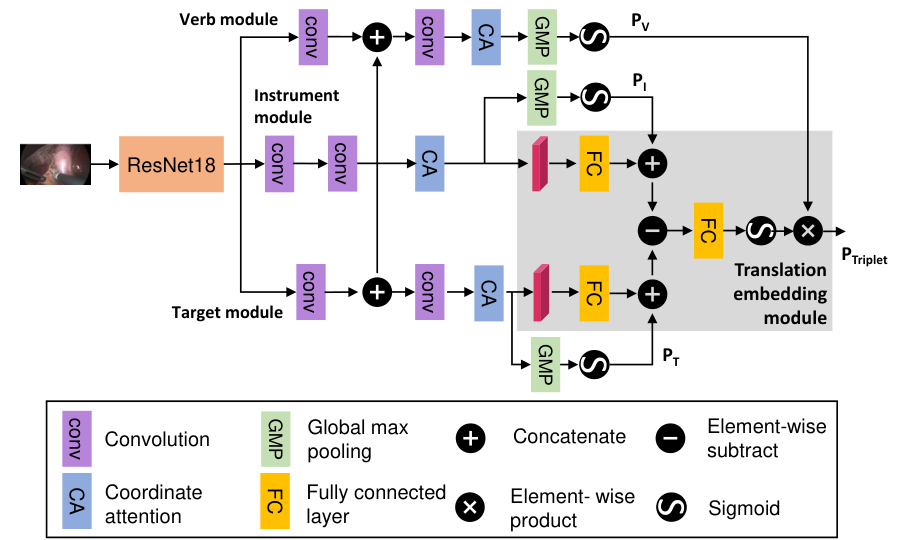 Verb module
conv
conv
CA
GMP
P_V
Instrument
module
GMP
P_I
ResNet18
conv
conv
CA
FC
FC
P_Triplet
Translation
embedding
module
conv
conv
CA
FC
Target module
GMP
P_T
conv
Convolution
GMP
Global max
pooling
Concatenate
Element-wise
subtract
CA
Coordinate
attention
FC
Fully connected
layer
Element- wise
product
Sigmoid